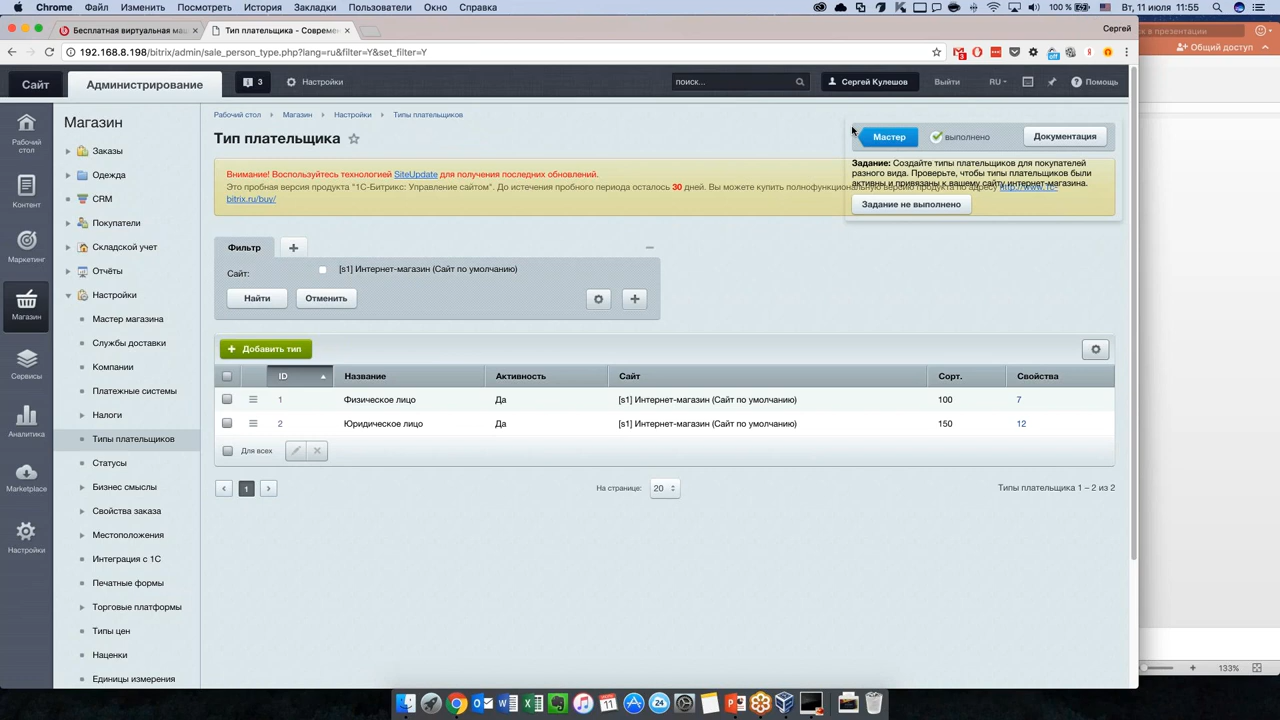 Chrome Файл Изменить Посмотреть История Закладки Пользователи Окно Справка
100 % Вт, 11 июля 11:55
Бесплатная виртуальная маш
Тип плательщика - Современ
Сергей
192.168.8.198/bitrix/admin/sale_person_type.php?lang=ru&filter=Y&set_filter=Y
к в презентации
Общий доступ
Сайт
Администрирование
3
Настройки
поиск...
Сергей Кулешов
Выйти
RU
Помощь
Рабочий стол
Контент
Маркетинг
Магазин
Сервисы
Аналитика
Marketplace
Настройки
Магазин
Заказы
Одежда
CRM
Покупатели
Складской учет
Отчёты
Настройки
Мастер магазина
Службы доставки
Компании
Платежные системы
Налоги
Типы плательщиков
Статусы
Бизнес смыслы
Свойства заказа
Местоположения
Интеграция с 1С
Печатные формы
Торговые платформы
Типы цен
Наценки
Единицы измерения
Рабочий стол Магазин Настройки Типы плательщиков
Тип плательщика
Внимание! Воспользуйтесь технологией SiteUpdate для получения последних обновлений.
Это пробная версия продукта "1С-Битрикс: Управление сайтом". До истечения пробного периода осталось 30 дней. Вы можете купить полнофункциональную версию продукта по адресу http://www.1c-
bitrix.ru/buy/
Мастер
выполнено
Документация
Задание: Создайте типы плательщиков для покупателей
разного вида. Проверьте, чтобы типы плательщиков были
активны и привязаны к вашему сайту интернет-магазина.
Задание не выполнено
Фильтр
Сайт: [s1] Интернет-магазин (Сайт по умолчанию)
Найти
Отменить
Добавить тип
ID Название Активность Сайт Сорт. Свойства
1 Физическое лицо Да [s1] Интернет-магазин (Сайт по умолчанию) 100 7
2 Юридическое лицо Да [s1] Интернет-магазин (Сайт по умолчанию) 150 12
Для всех
1
На странице: 20
Типы плательщика 1 – 2 из 2
133%